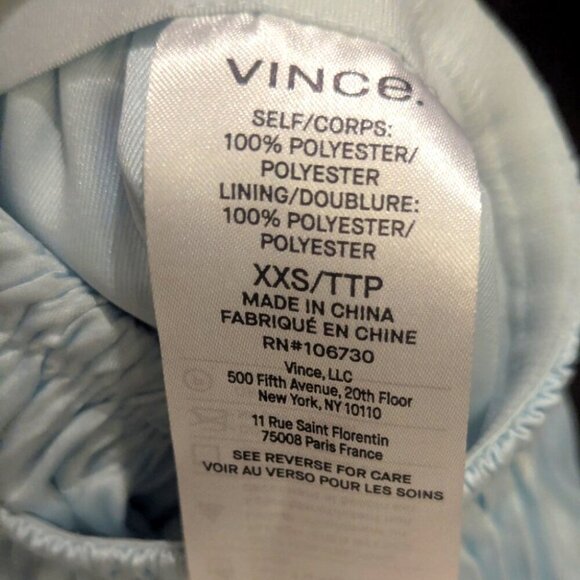 VINCe.
SELF/CORPS:
100% POLYESTER/
POLYESTER
LINING/DOUBLURE:
100% POLYESTER/
POLYESTER
XXS/TTP
MADE IN CHINA
FABRIQUÉ EN CHINE
RN#106730
Vince, LLC
500 Fifth Avenue, 20th Floor
New York, NY 10110
11 Rue Saint Florentin
75008 Paris France
SEE REVERSE FOR CARE
VOIR AU VERSO POUR LES SOINS